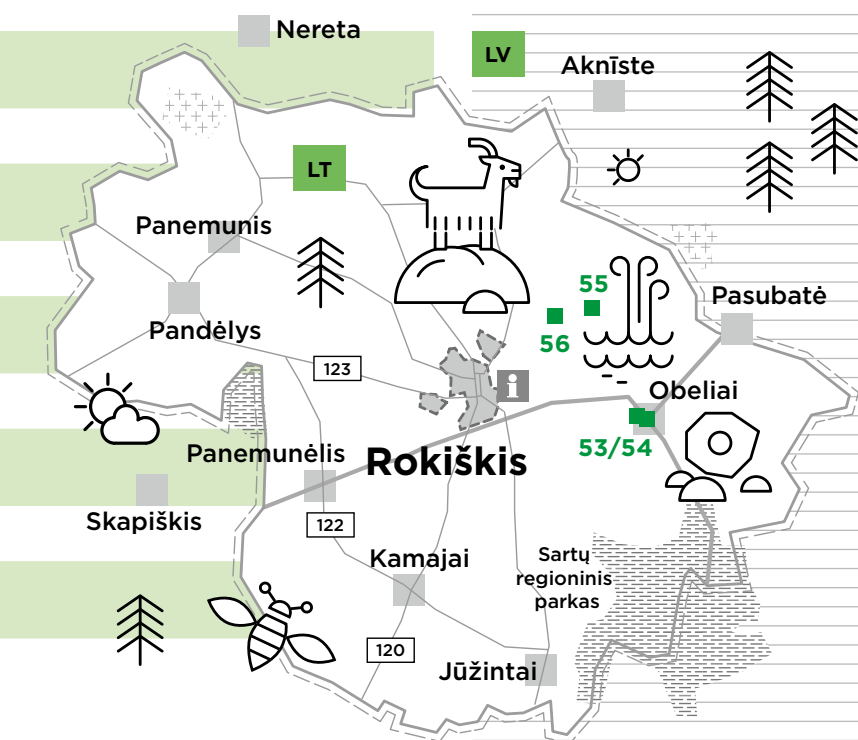 Nereta
LV
Aknīste
LT
Panemunis
55
Pasubatė
Pandėlys
56
123
i
Obeliai
53/54
Panemunėlis
Rokiškis
Skapiškis
122
Kamajai
Sartų
regioninis
parkas
120
Jūžintai